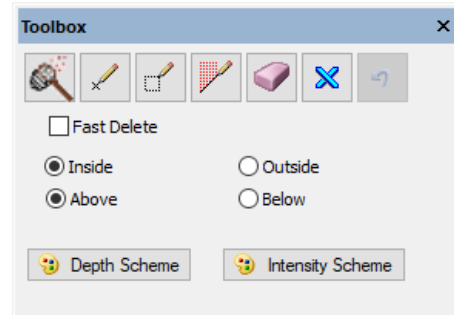 Toolbox
Fast Delete
Inside Outside
Above Below
Depth Scheme Intensity Scheme